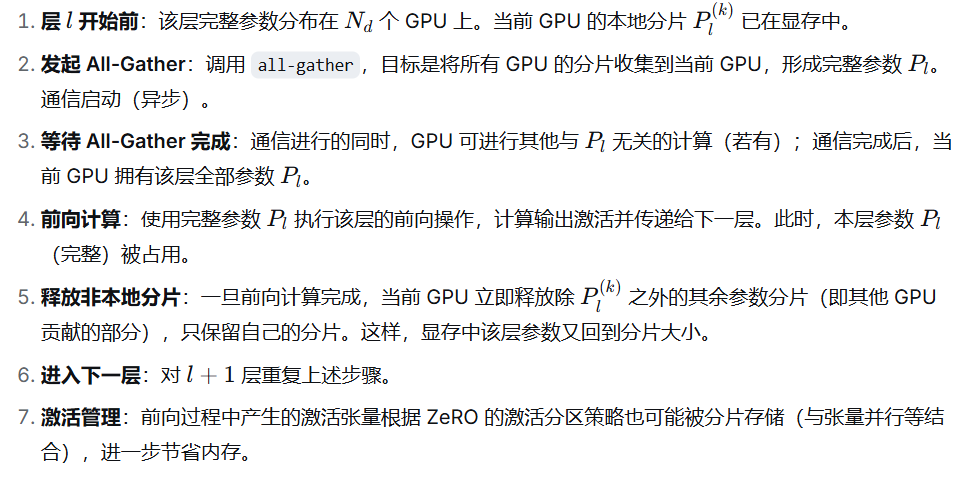 1. 层 l 开始前：该层完整参数分布在 N_d 个 GPU 上。当前 GPU 的本地分片 P_l^{(k)} 已在显存中。
2. 发起 All-Gather：调用 all-gather，目标是将所有 GPU 的分片收集到当前 GPU，形成完整参数 P_l。
通信启动（异步）。
3. 等待 All-Gather 完成：通信进行的同时，GPU 可进行其他与 P_l 无关的计算（若有）；通信完成后，当
前 GPU 拥有该层全部参数 P_l。
4. 前向计算：使用完整参数 P_l 执行该层的前向操作，计算输出激活并传递给下一层。此时，本层参数 P_l
（完整）被占用。
5. 释放非本地分片：一旦前向计算完成，当前 GPU 立即释放除 P_l^{(k)} 之外的其余参数分片（即其他 GPU
贡献的部分），只保留自己的分片。这样，显存中该层参数又回到分片大小。
6. 进入下一层：对 l + 1 层重复上述步骤。
7. 激活管理：前向过程中产生的激活张量根据 ZeRO 的激活分区策略也可能被分片存储（与张量并行等结
合），进一步节省内存。